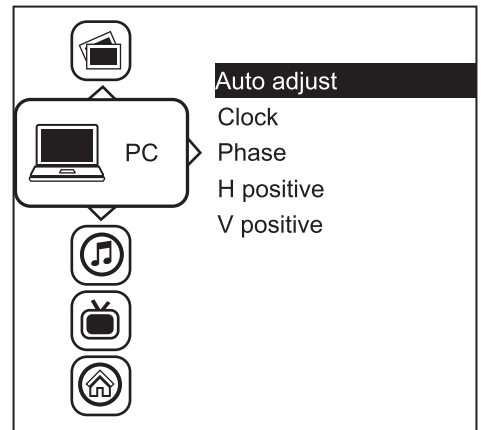 PC
Auto adjust
Clock
Phase
H positive
V positive